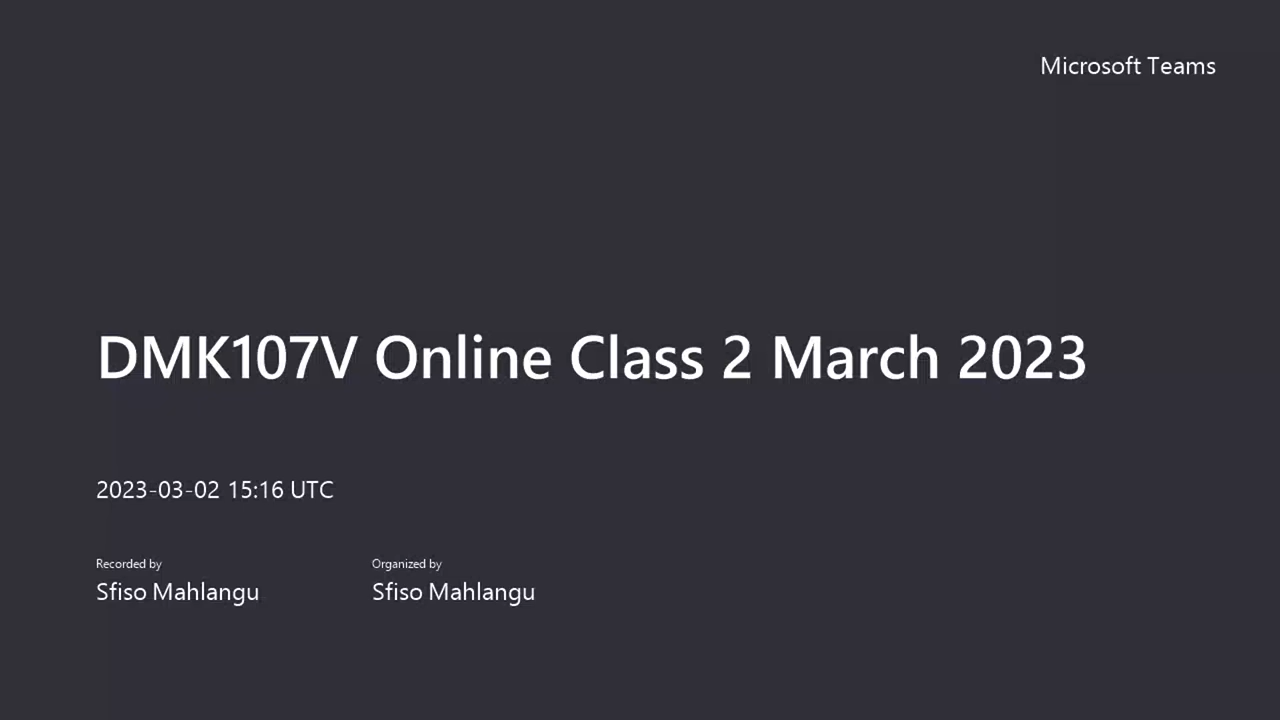 Microsoft Teams
DMK107V Online Class 2 March 2023
2023-03-02 15:16 UTC
Recorded by
Sfiso Mahlangu
Organized by
Sfiso Mahlangu